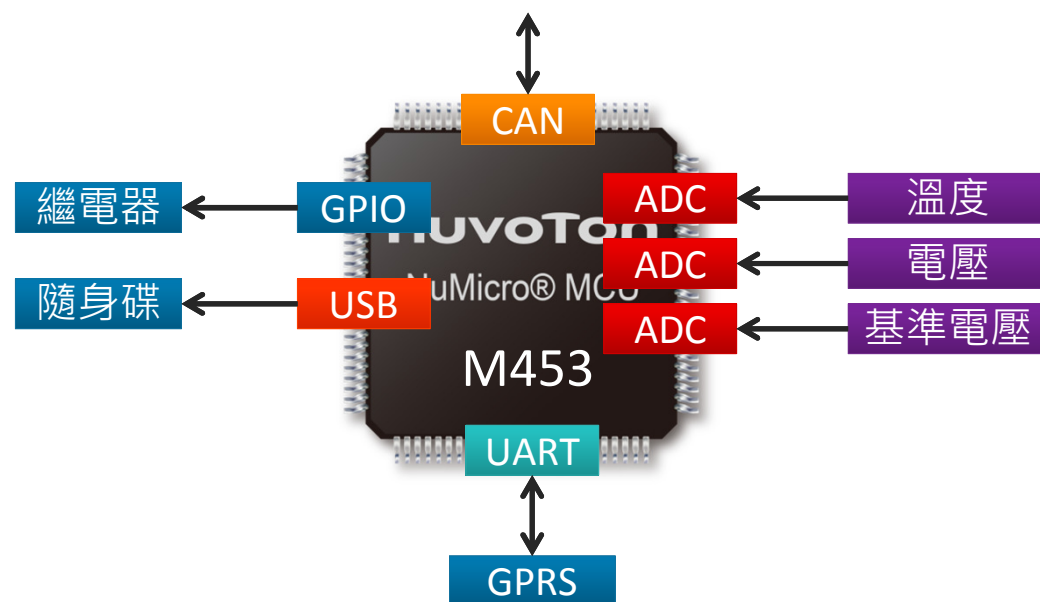 CAN
繼電器
GPIO
ADC
溫度
nuvoTon
ADC
電壓
隨身碟
USB
NuMicro® MCU
ADC
基準電壓
M453
UART
GPRS